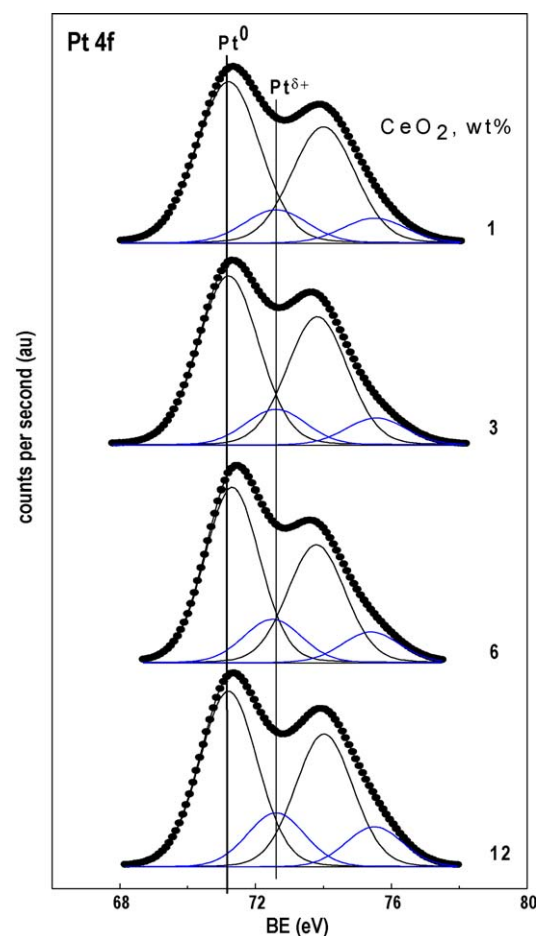 Pt 4f
Pt⁰
Pt^δ+
CeO₂, wt%
1
3
6
12
counts per second (au)
68 72 76 80
BE (eV)